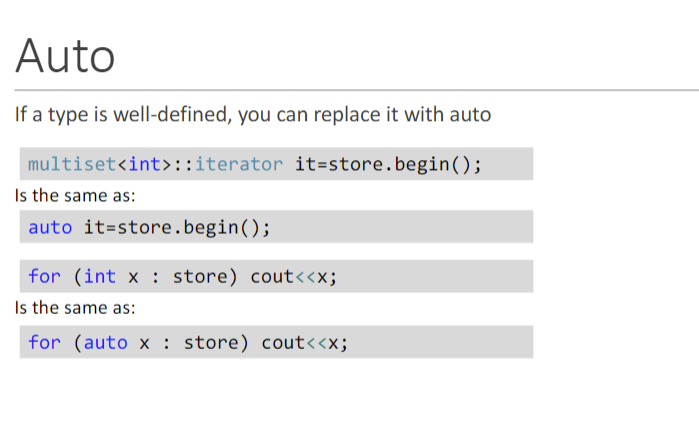 Auto
If a type is well-defined, you can replace it with auto
multiset<int>::iterator it=store.begin();
Is the same as:
auto it=store.begin();
for (int x : store) cout<<x;
Is the same as:
for (auto x : store) cout<<x;